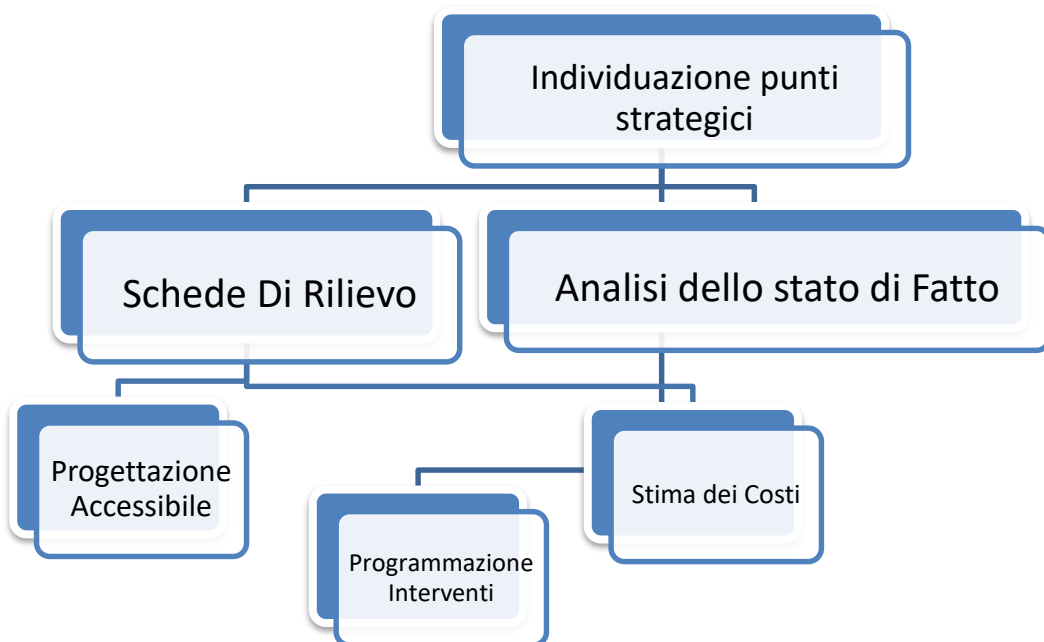 Individuazione punti
strategici
Schede Di Rilievo
Analisi dello stato di Fatto
Progettazione
Accessibile
Stima dei Costi
Programmazione
Interventi